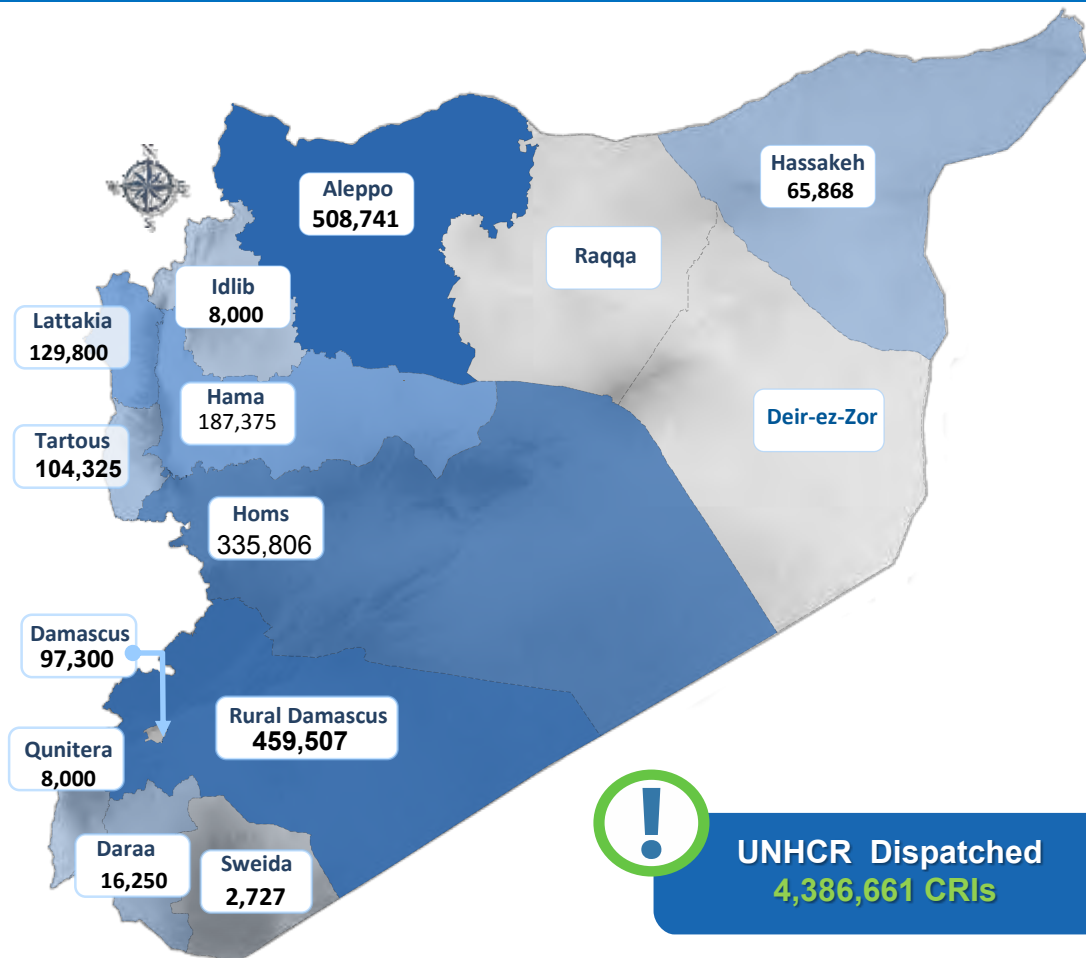 N
W
E
S
Aleppo
508,741
Hassakeh
65,868
Raqqa
Idlib
8,000
Lattakia
129,800
Hama
187,375
Deir-ez-Zor
Tartous
104,325
Homs
335,806
Damascus
97,300
Rural Damascus
459,507
Qunitera
8,000
Daraa
16,250
Sweida
2,727
!
UNHCR Dispatched
4,386,661 CRIs